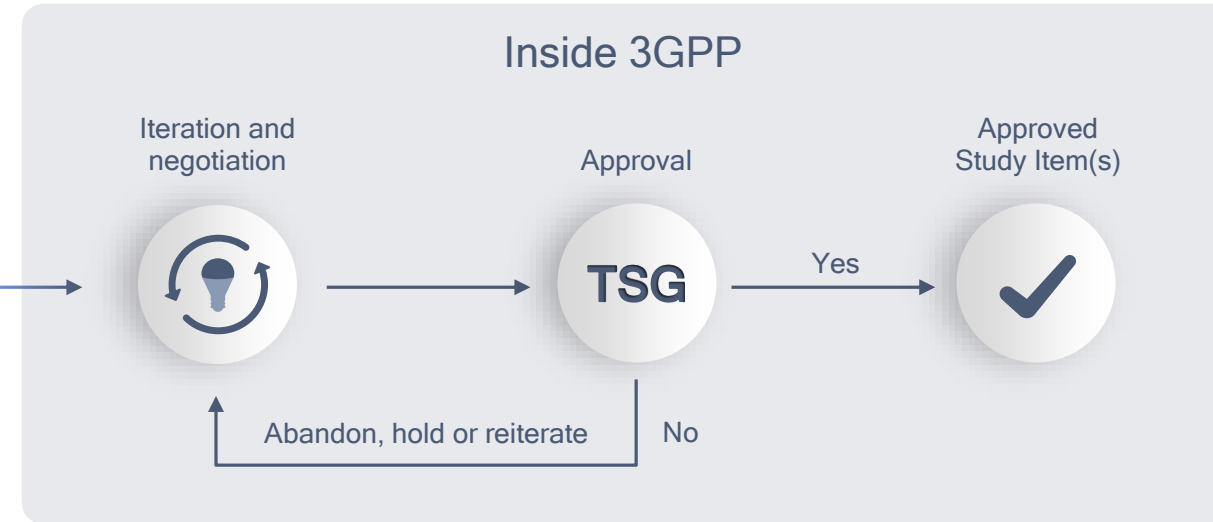 Inside 3GPP
Iteration and
negotiation
Approval
Approved
Study Item(s)
TSG
Yes
Abandon, hold or reiterate
No